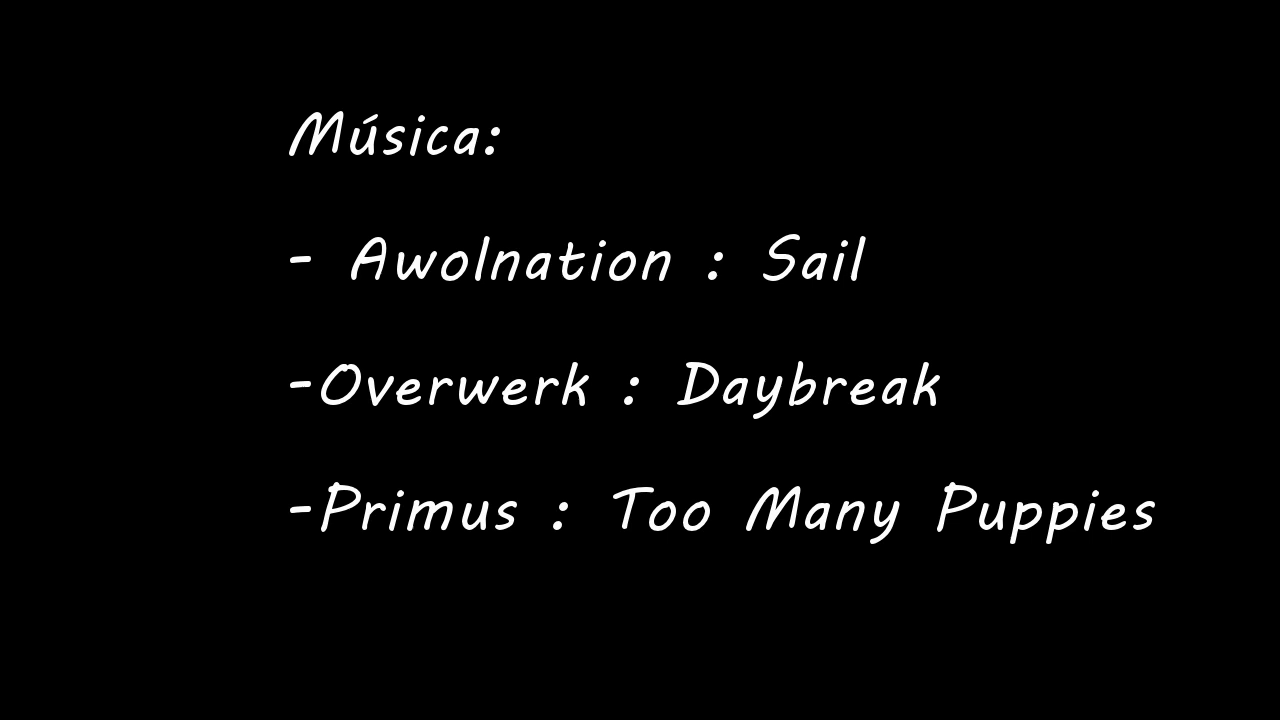 Música:
- Awolnation : Sail
-Overwerk : Daybreak
-Primus : Too Many Puppies